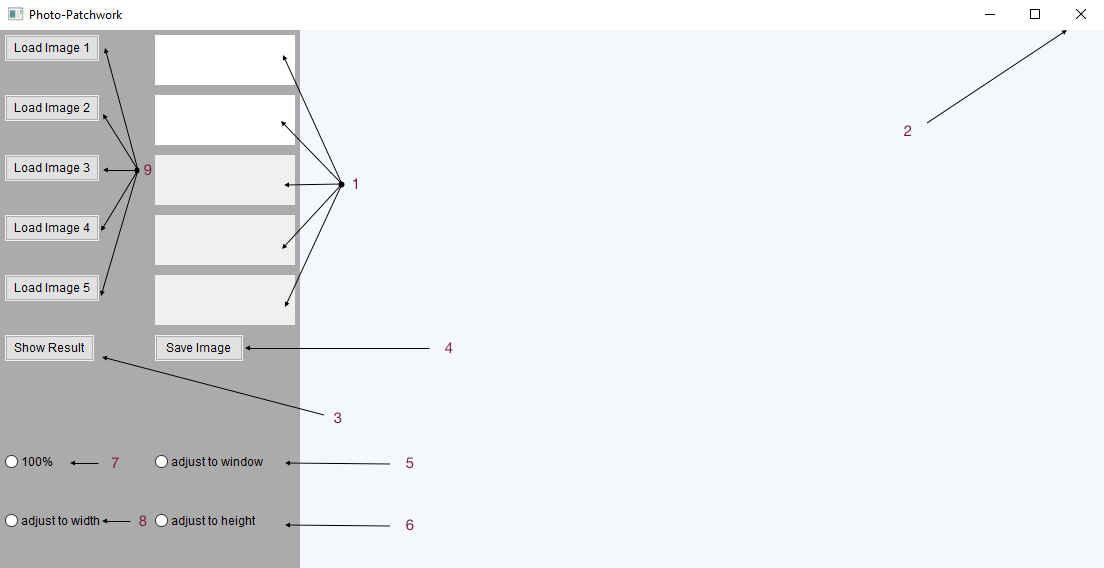 Photo-Patchwork
Load Image 1
2
Load Image 2
Load Image 3
9
1
Load Image 4
Load Image 5
Show Result
Save Image
4
3
100%
7
adjust to window
5
adjust to width
8
adjust to height
6